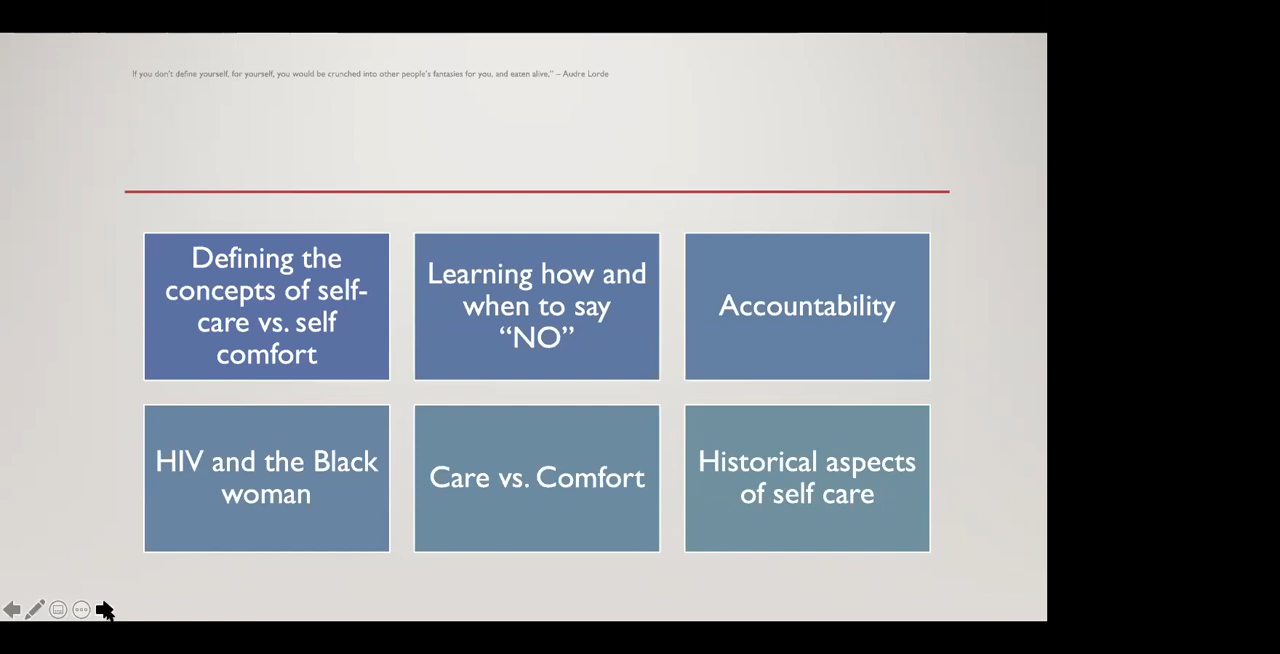 If you don't define yourself, for yourself, you would be crunched into other people's fantasies for you, and eaten alive,” – Audre Lorde
Defining the
concepts of self-
care vs. self
comfort
Learning how and
when to say
“NO”
Accountability
HIV and the Black
woman
Care vs. Comfort
Historical aspects
of self care